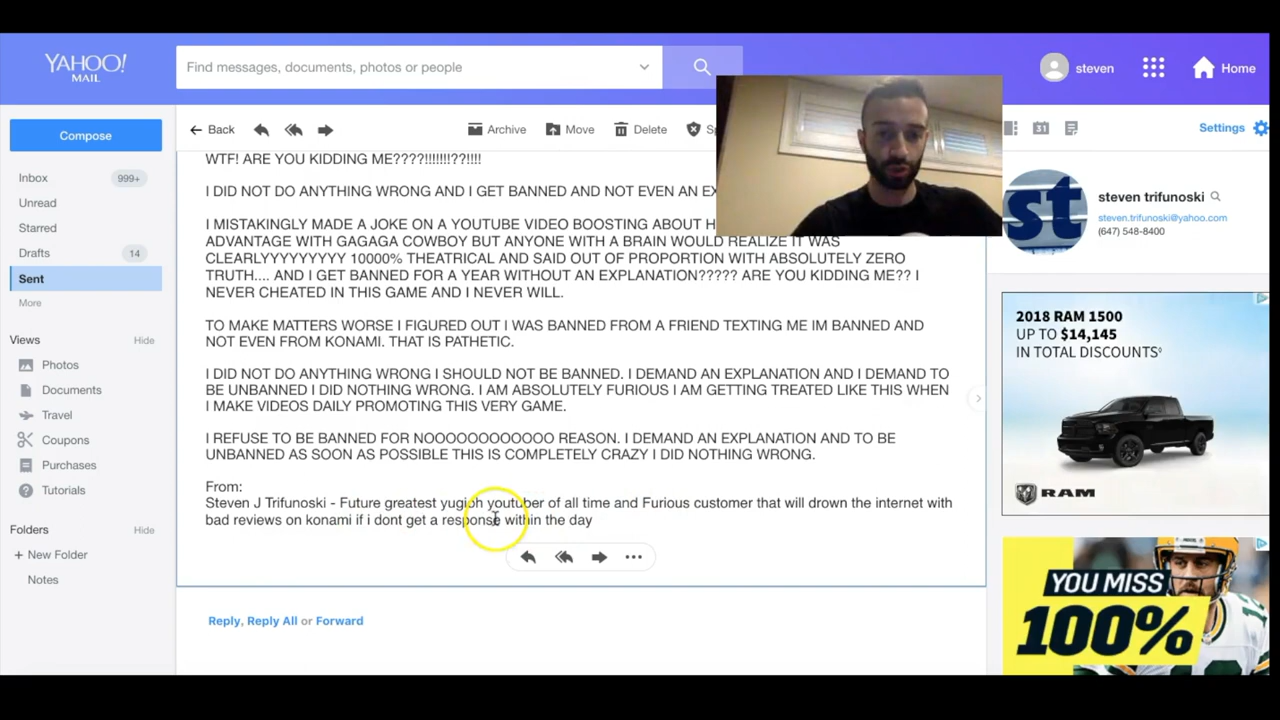 YAHOO!
MAIL
Find messages, documents, photos or people
steven
Home
Compose
Back
Archive
Move
Delete
Settings
31
Inbox
999+
Unread
Starred
Drafts
14
Sent
More
Views
Hide
Photos
Documents
Travel
Coupons
Purchases
Tutorials
Folders
Hide
+ New Folder
Notes
WTF! ARE YOU KIDDING ME????!!!!!!!??!!!!
I DID NOT DO ANYTHING WRONG AND I GET BANNED AND NOT EVEN AN
I MISTAKINGLY MADE A JOKE ON A YOUTUBE VIDEO BOOSTING ABOUT
ADVANTAGE WITH GAGAGA COWBOY BUT ANYONE WITH A BRAIN WOULD REALIZE IT WAS
CLEARLYYYYYYYYY 10000% THEATRICAL AND SAID OUT OF PROPORTION WITH ABSOLUTELY ZERO
TRUTH.... AND I GET BANNED FOR A YEAR WITHOUT AN EXPLANATION????? ARE YOU KIDDING ME?? I
NEVER CHEATED IN THIS GAME AND I NEVER WILL.
TO MAKE MATTERS WORSE I FIGURED OUT I WAS BANNED FROM A FRIEND TEXTING ME IM BANNED AND
NOT EVEN FROM KONAMI. THAT IS PATHETIC.
I DID NOT DO ANYTHING WRONG I SHOULD NOT BE BANNED. I DEMAND AN EXPLANATION AND I DEMAND TO
BE UNBANNED I DID NOTHING WRONG. I AM ABSOLUTELY FURIOUS I AM GETTING TREATED LIKE THIS WHEN
I MAKE VIDEOS DAILY PROMOTING THIS VERY GAME.
I REFUSE TO BE BANNED FOR NOOOOOOOOOOOO REASON. I DEMAND AN EXPLANATION AND TO BE
UNBANNED AS SOON AS POSSIBLE THIS IS COMPLETELY CRAZY I DID NOTHING WRONG.
From:
Steven J Trifunoski - Future greatest yugioh youtuber of all time and Furious customer that will drown the internet with
bad reviews on konami if i dont get a response within the day
Reply, Reply All or Forward
st
steven trifunoski
steven.trifunoski@yahoo.com
(647) 548-8400
2018 RAM 1500
UP TO $14,145
IN TOTAL DISCOUNTS◊
RAM
YOU MISS
100%